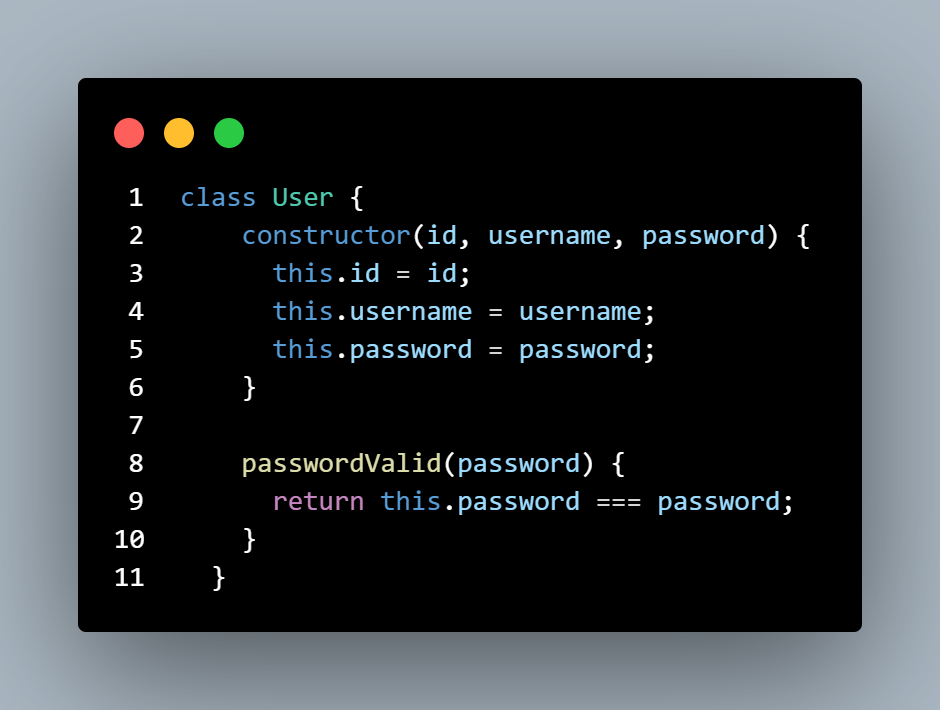 1 class User {
2     constructor(id, username, password) {
3       this.id = id;
4       this.username = username;
5       this.password = password;
6     }
7
8     passwordValid(password) {
9       return this.password === password;
10     }
11   }